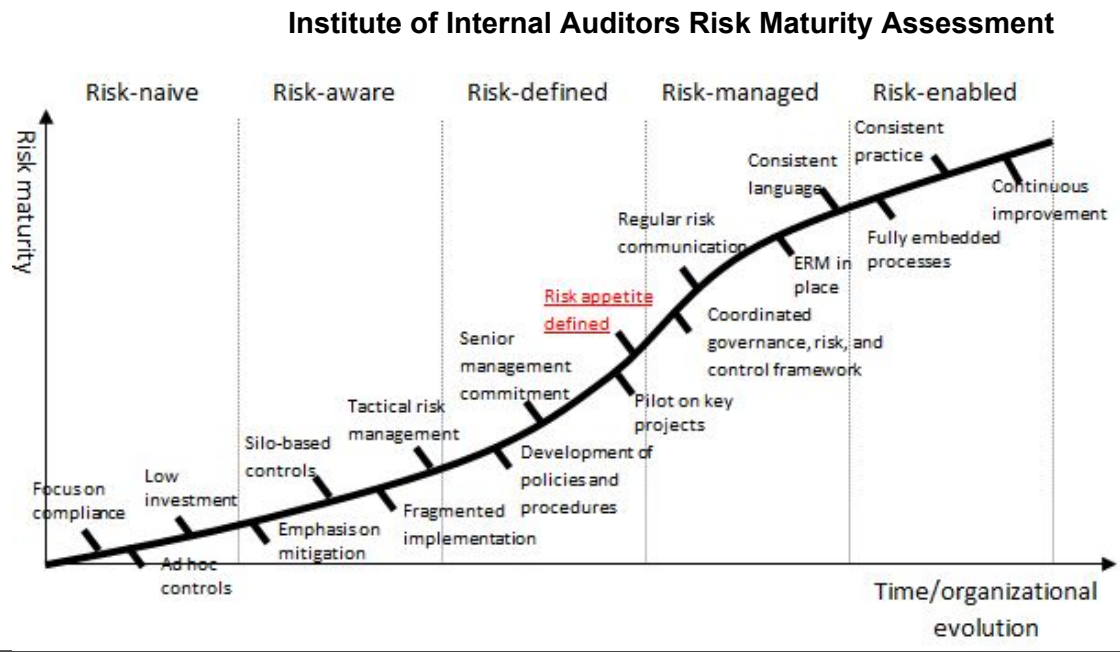 Institute of Internal Auditors Risk Maturity Assessment
Risk-naive
Risk-aware
Risk-defined
Risk-managed
Risk-enabled
Risk maturity
Focus on
compliance
Ad hoc
controls
Low
investment
Emphasis on
mitigation
Silo-based
controls
Fragmented
implementation
Tactical risk
management
Development of
policies and
procedures
Senior
management
commitment
Pilot on key
projects
Risk appetite
defined
Coordinated
governance, risk, and
control framework
Regular risk
communication
ERM in
place
Consistent
language
Fully embedded
processes
Consistent
practice
Continuous
improvement
Time/organizational
evolution